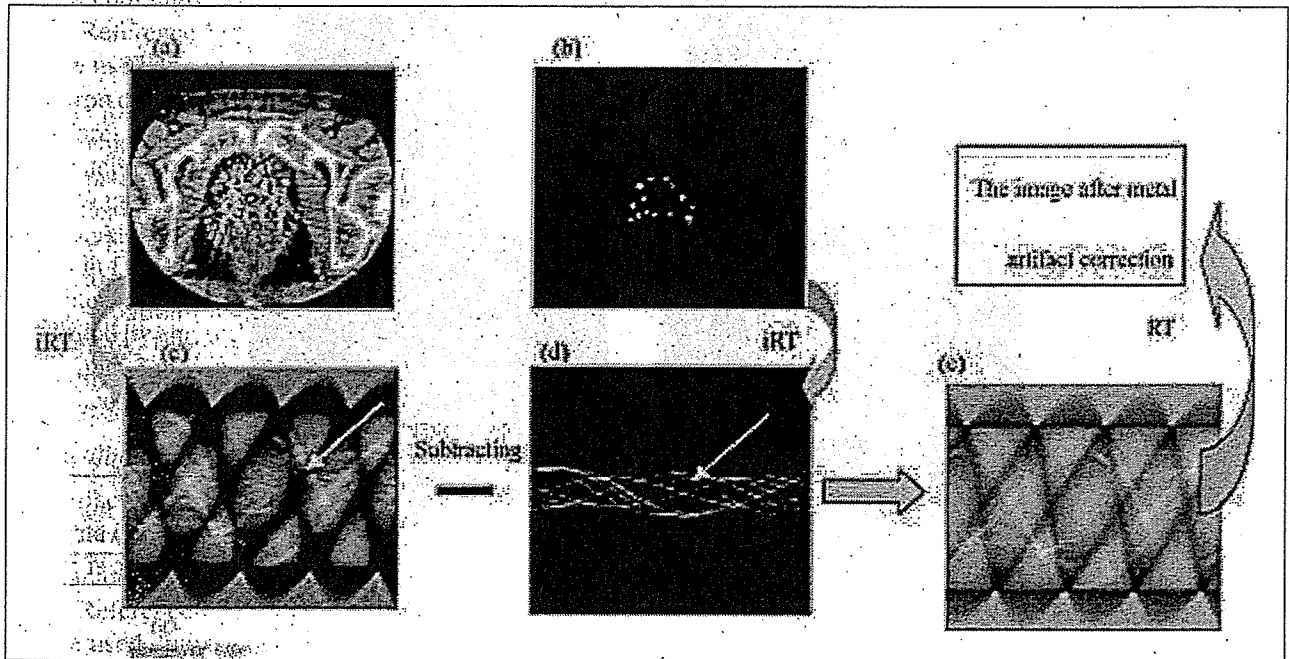 (a)
(b)
The image after metal
artifact correction
iRT
(c)
iRT
(d)
RT
(e)
Subtracting